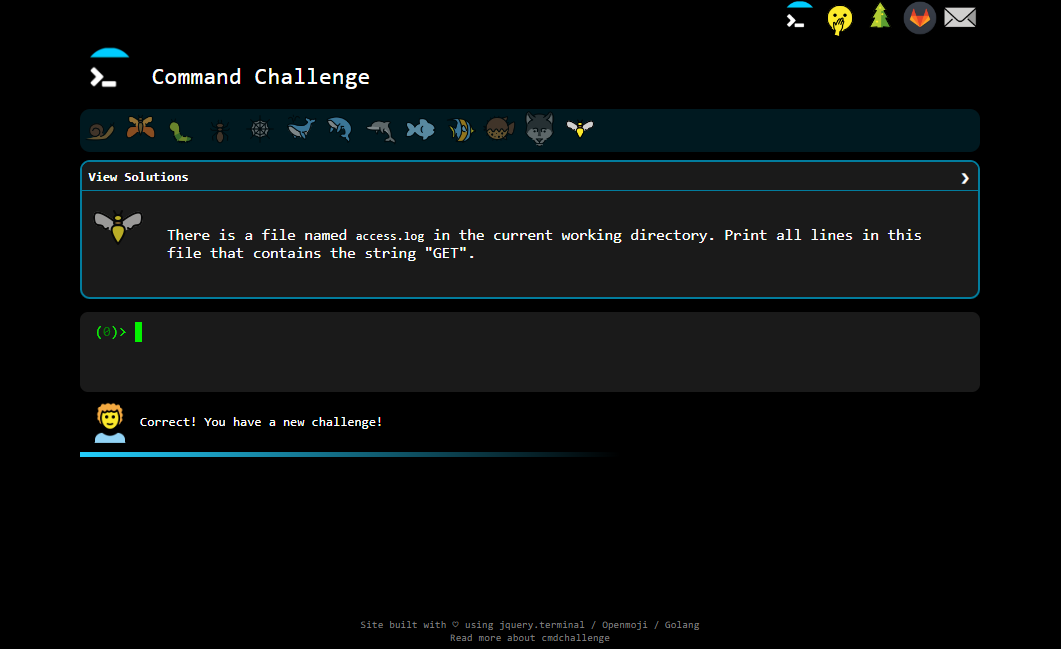 Command Challenge
View Solutions
There is a file named access.log in the current working directory. Print all lines in this
file that contains the string "GET".
(0)>
Correct! You have a new challenge!
Site built with ♡ using jquery.terminal / Openmoji / Golang
Read more about cmdchallenge